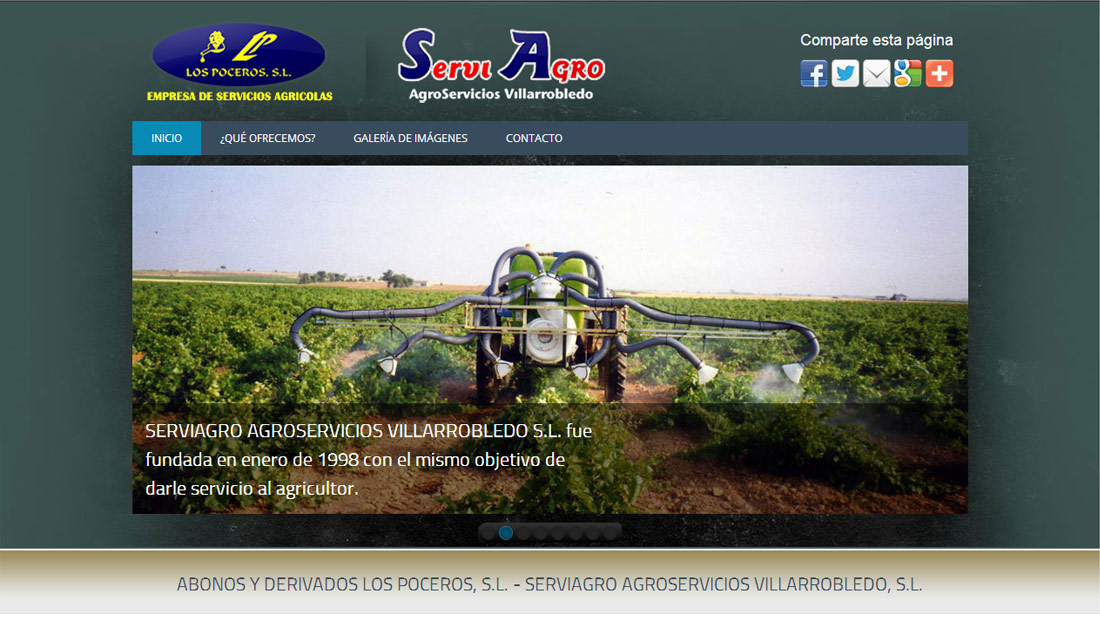 LOS POCEROS, S.L.
EMPRESA DE SERVICIOS AGRICOLAS
SERVI AGRO
AgroServicios Villarrobledo
Comparte esta página
INICIO
¿QUÉ OFRECEMOS?
GALERÍA DE IMÁGENES
CONTACTO
SERVIAGRO AGROSERVICIOS VILLARROBLEDO S.L. fue
fundada en enero de 1998 con el mismo objetivo de
darle servicio al agricultor.
ABONOS Y DERIVADOS LOS POCEROS, S.L. - SERVIAGRO AGROSERVICIOS VILLARROBLEDO, S.L.